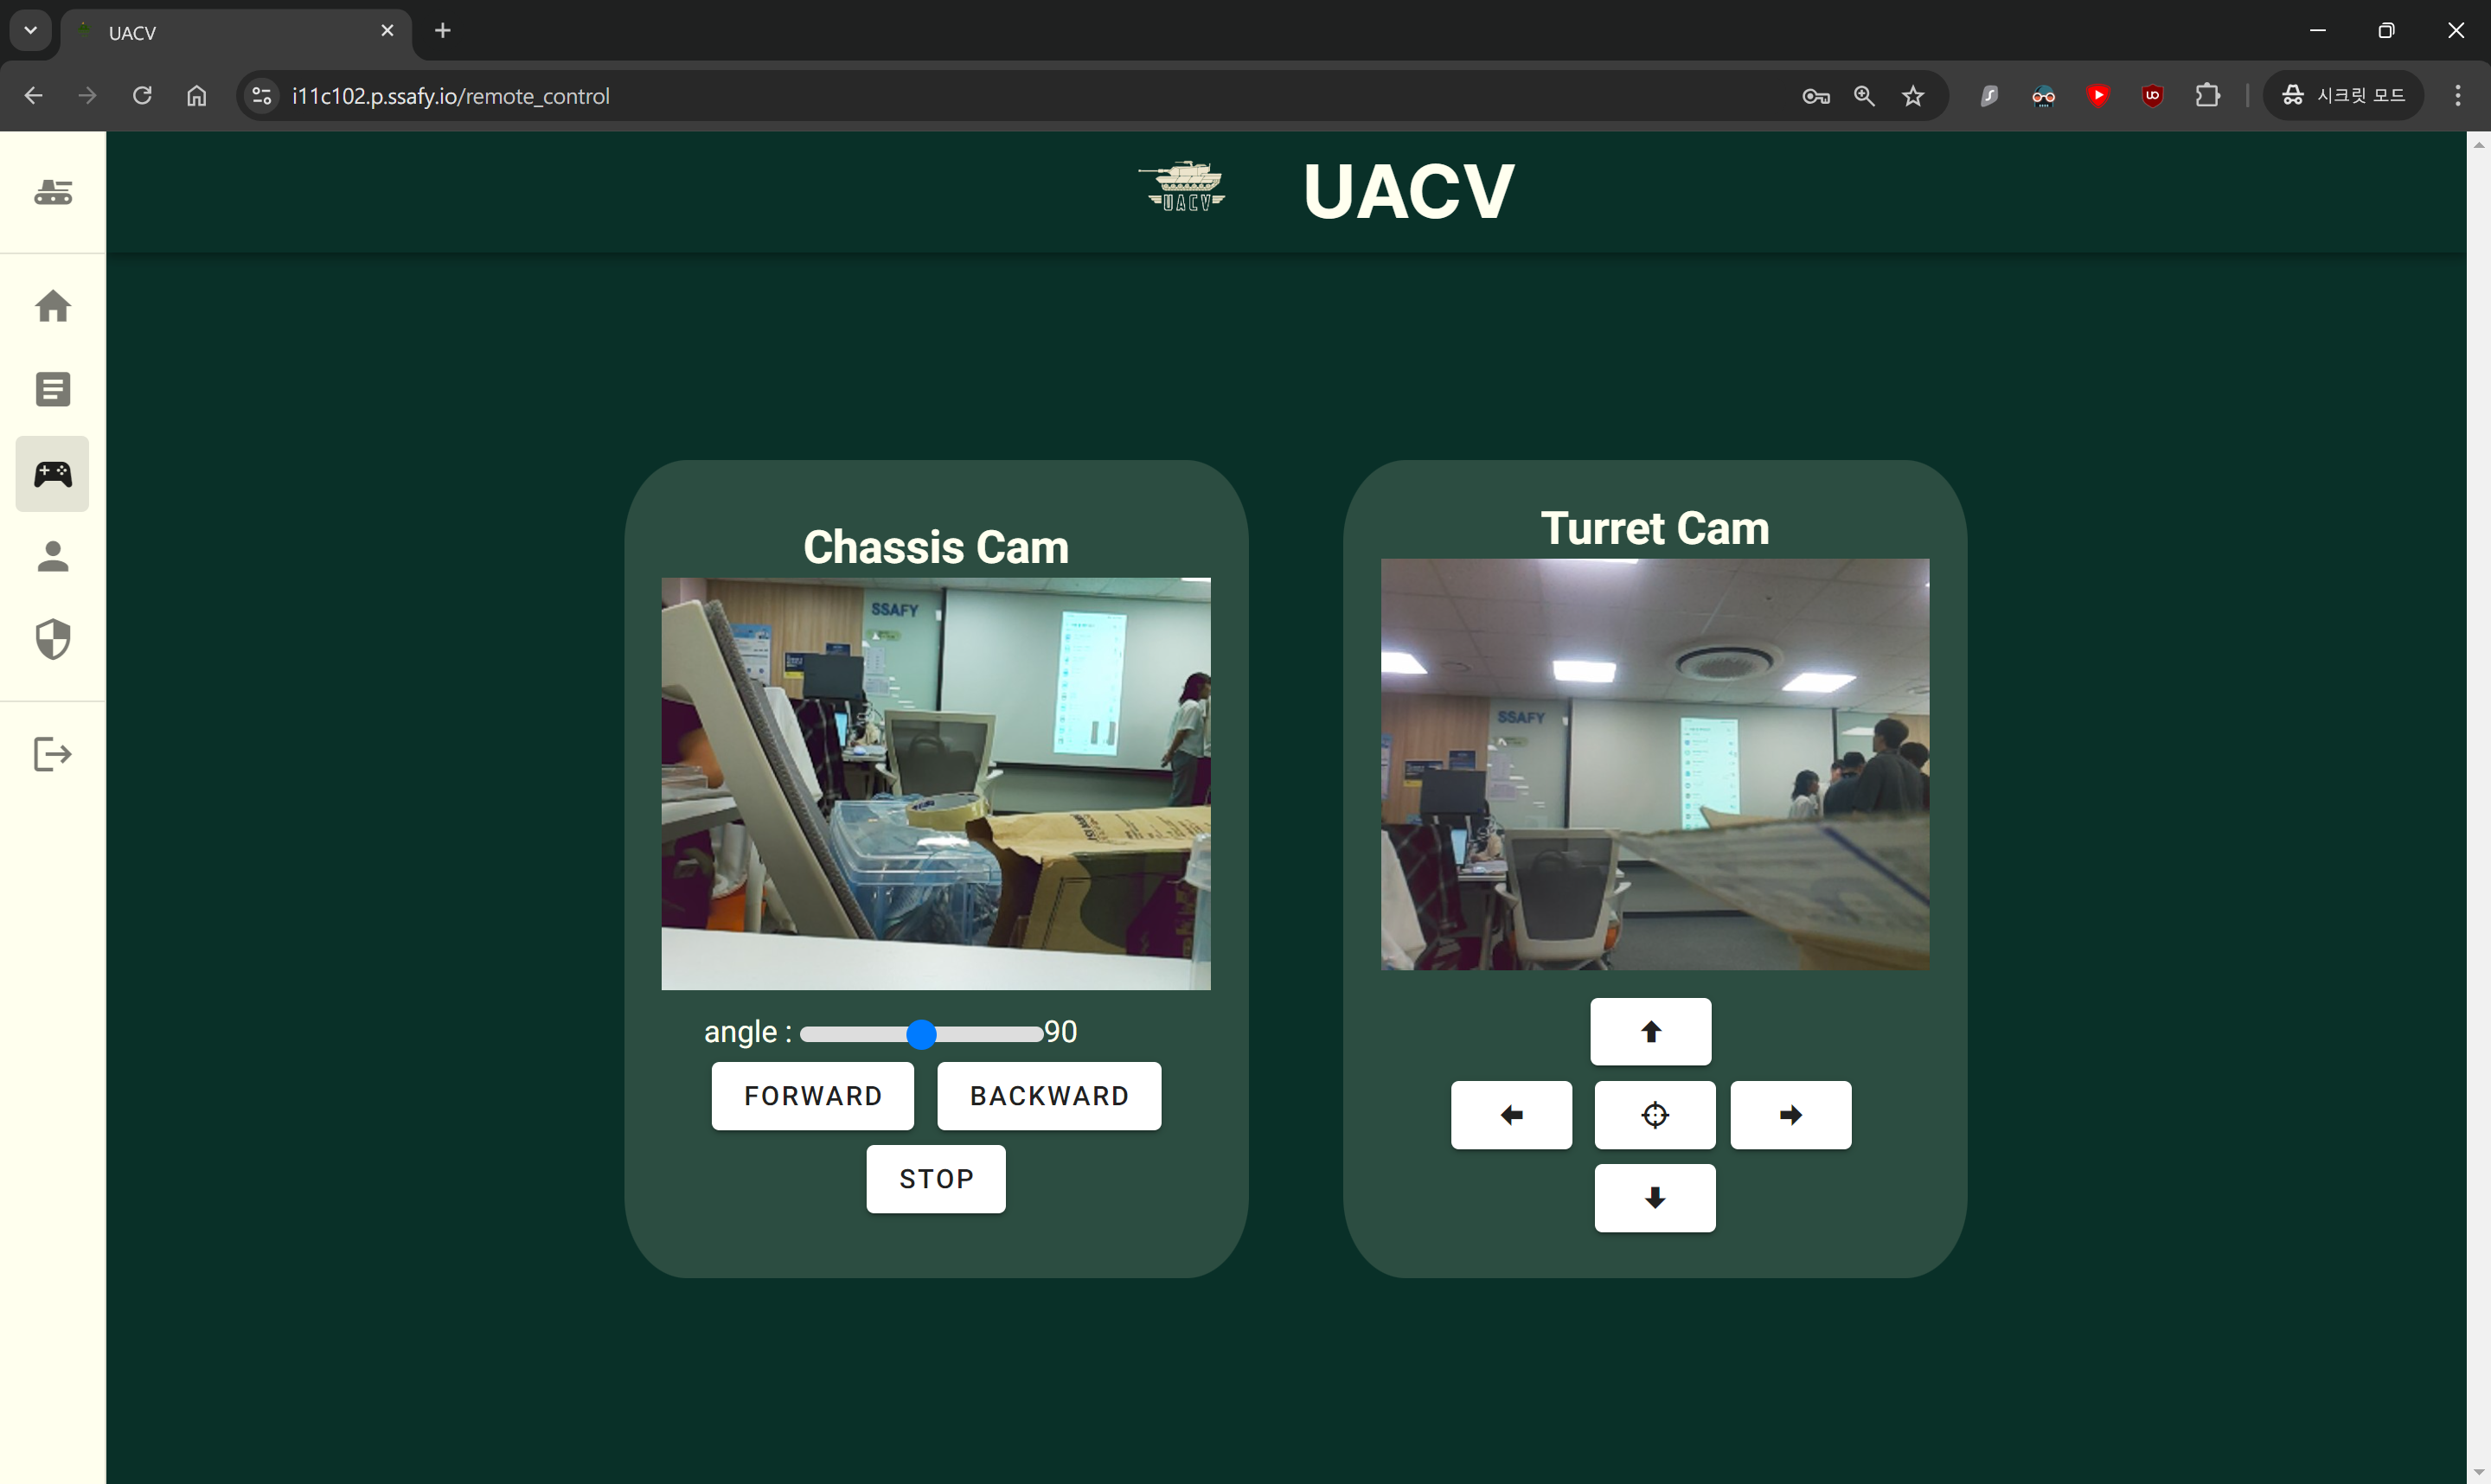 UACV
i11c102.p.ssafy.io/remote_control
시크릿 모드
UACV
UACV
Chassis Cam
SSAFY
angle :
90
FORWARD
BACKWARD
STOP
Turret Cam
SSAFY